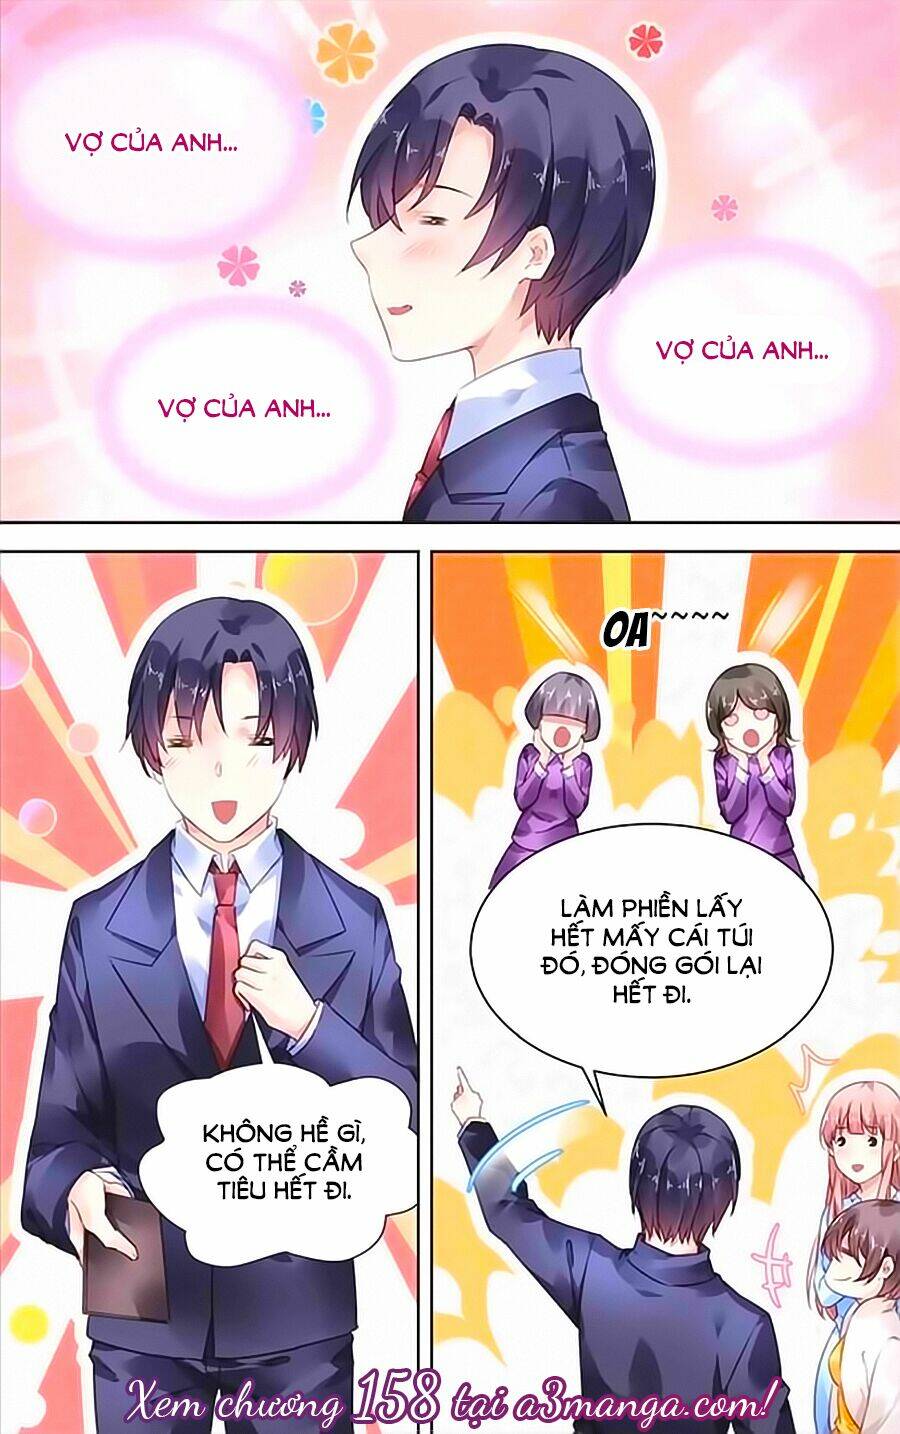 VỢ CỦA ANH...
VỢ CỦA ANH...
VỢ CỦA ANH...
KHÔNG HỀ GÌ,
CÓ THỂ CẦM
TIÊU HẾT ĐI.
OA~~~~
LÀM PHIỀN LẤY
HẾT MẤY CÁI TÚI
ĐÓ, ĐÓNG GÓI LẠI
HẾT ĐI.
Xem chương 158 tại a3manga.com!